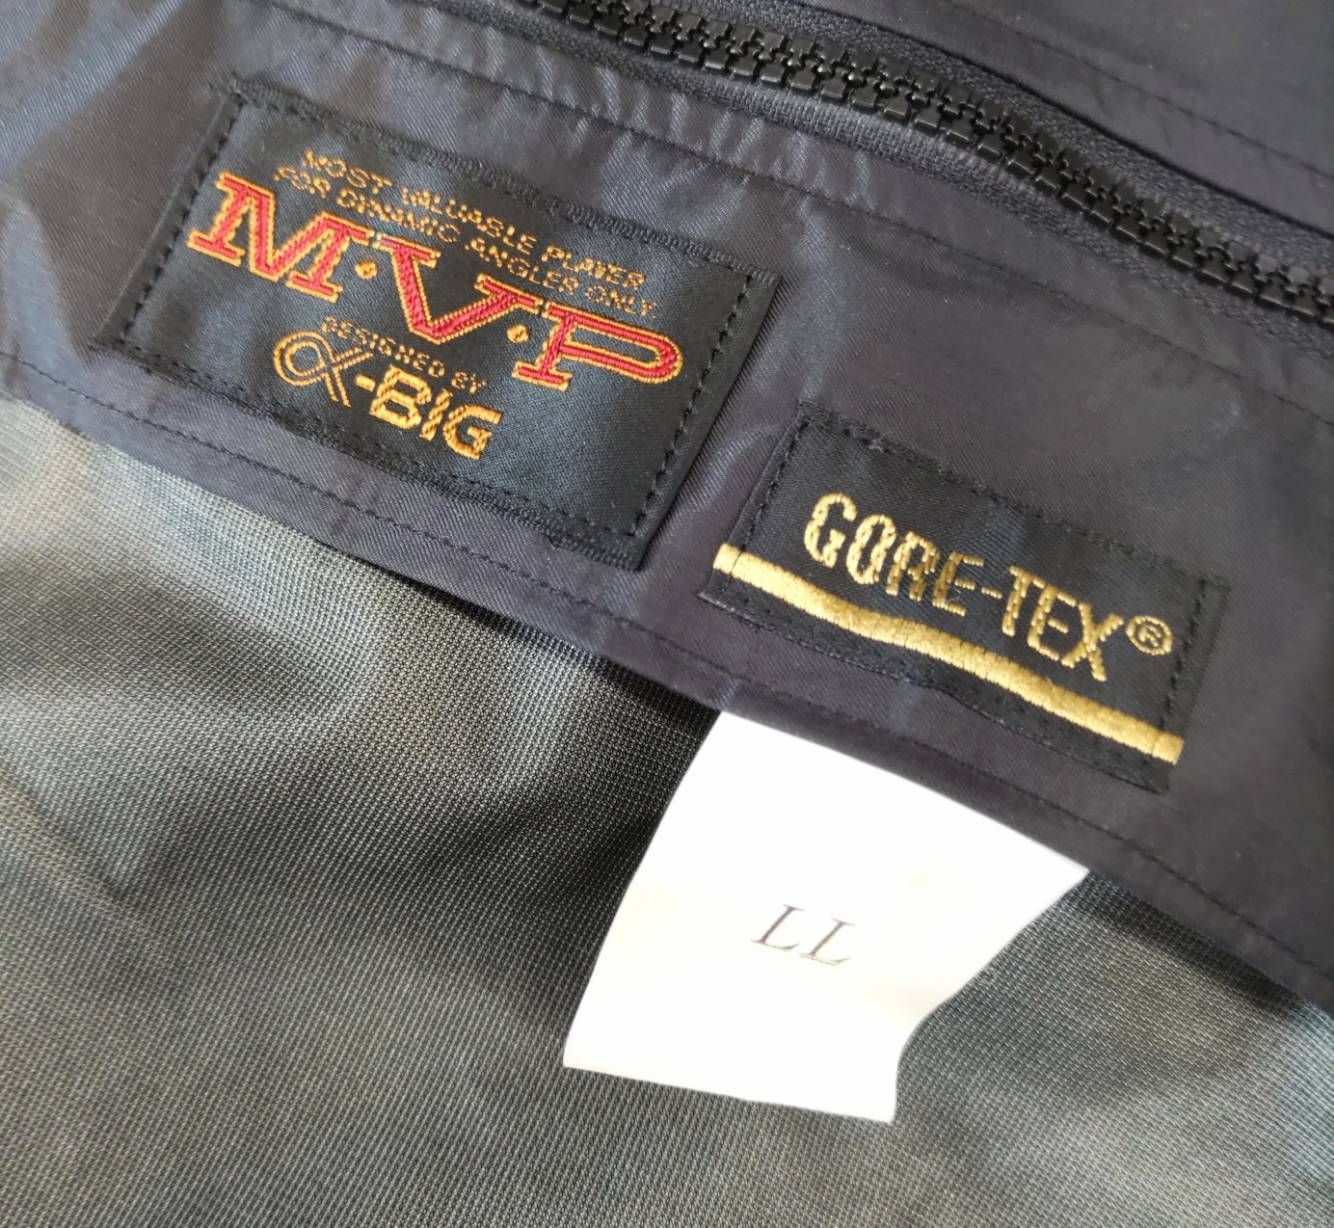 MOST VALUABLE PLAYER
FOR DYNAMIC ANGLER ONLY
M·V·P
DESIGNED BY
α-BIG
GORE-TEX®
LL